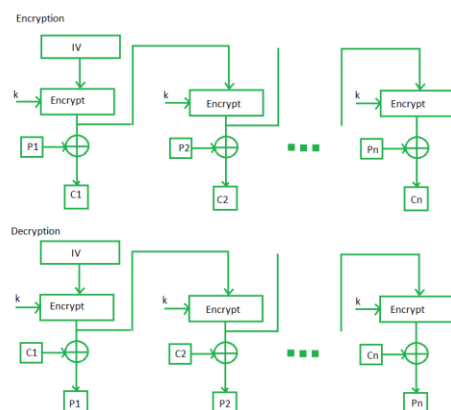 Encryption
IV
k Encrypt k Encrypt k Encrypt
P1 P2 Pn
C1 C2 Cn
Decryption
IV
k Encrypt k Encrypt k Encrypt
C1 C2 Cn
P1 P2 Pn